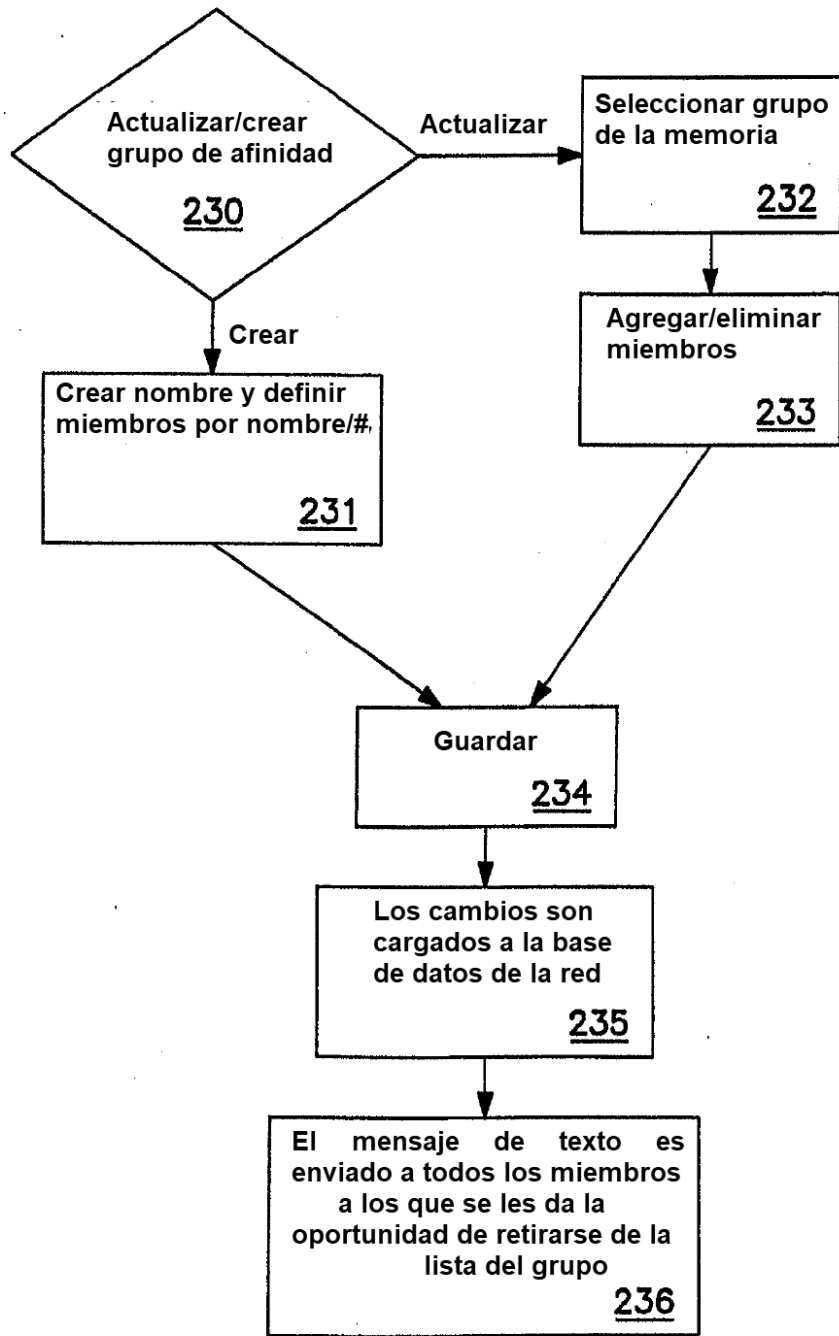 Actualizar/crear
grupo de afinidad
230
Actualizar
Seleccionar grupo
de la memoria
232
Agregar/eliminar
miembros
233
Crear
Crear nombre y definir
miembros por nombre/#,
231
Guardar
234
Los cambios son
cargados a la base
de datos de la red
235
El mensaje de texto es
enviado a todos los miembros
a los que se les da la
oportunidad de retirarse de la
lista del grupo
236